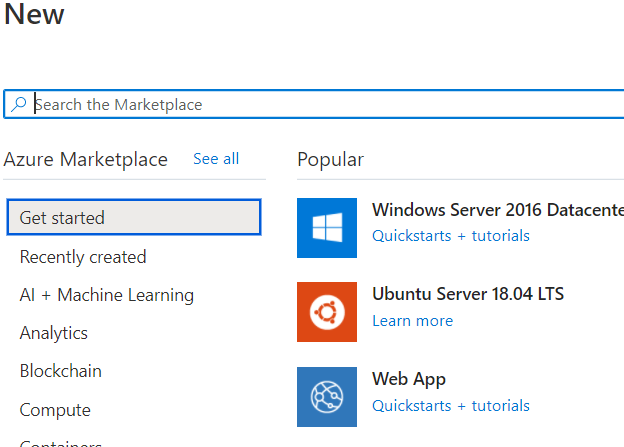 New
Search the Marketplace
Azure Marketplace See all
Get started
Recently created
AI + Machine Learning
Analytics
Blockchain
Compute
Containers
Popular
Windows Server 2016 Datacente
Quickstarts + tutorials
Ubuntu Server 18.04 LTS
Learn more
Web App
Quickstarts + tutorials